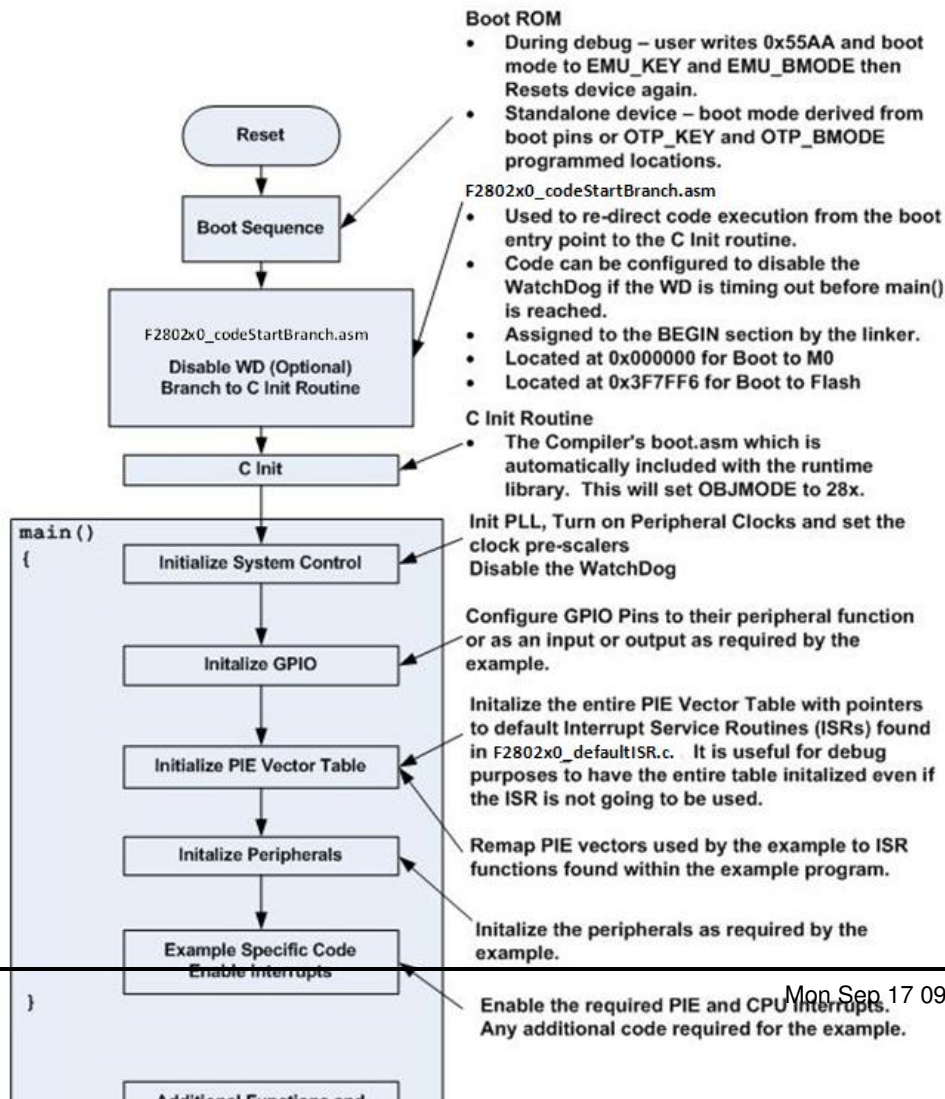 Boot ROM
• During debug – user writes 0x55AA and boot
mode to EMU_KEY and EMU_BMODE then
Resets device again.
• Standalone device – boot mode derived from
boot pins or OTP_KEY and OTP_BMODE
programmed locations.
Reset
Boot Sequence
F2802x0_codeStartBranch.asm
• Used to re-direct code execution from the boot
entry point to the C Init routine.
• Code can be configured to disable the
WatchDog if the WD is timing out before main()
is reached.
• Assigned to the BEGIN section by the linker.
• Located at 0x000000 for Boot to M0
• Located at 0x3F7FF6 for Boot to Flash
F2802x0_codeStartBranch.asm
Disable WD (Optional)
Branch to C Init Routine
C Init Routine
• The Compiler's boot.asm which is
automatically included with the runtime
library. This will set OBJMODE to 28x.
C Init
main()
{
Init PLL, Turn on Peripheral Clocks and set the
clock pre-scalers
Disable the WatchDog
Initialize System Control
Configure GPIO Pins to their peripheral function
or as an input or output as required by the
example.
Initalize GPIO
Initalize the entire PIE Vector Table with pointers
to default Interrupt Service Routines (ISRs) found
in F2802x0_defaultISR.c. It is useful for debug
purposes to have the entire table initalized even if
the ISR is not going to be used.
Initialize PIE Vector Table
Remap PIE vectors used by the example to ISR
functions found within the example program.
Initalize Peripherals
Initalize the peripherals as required by the
example.
Example Specific Code
Enable Interrupts
Mon Sep 17 09
Enable the required PIE and CPU Interrupts.
Any additional code required for the example.
}
Additional Functions and